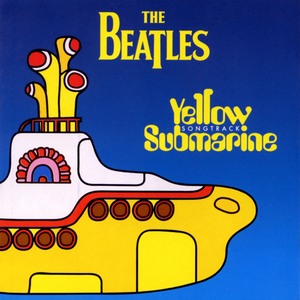 THE
BEATLES
Yellow
SONGTRACK
Submarine